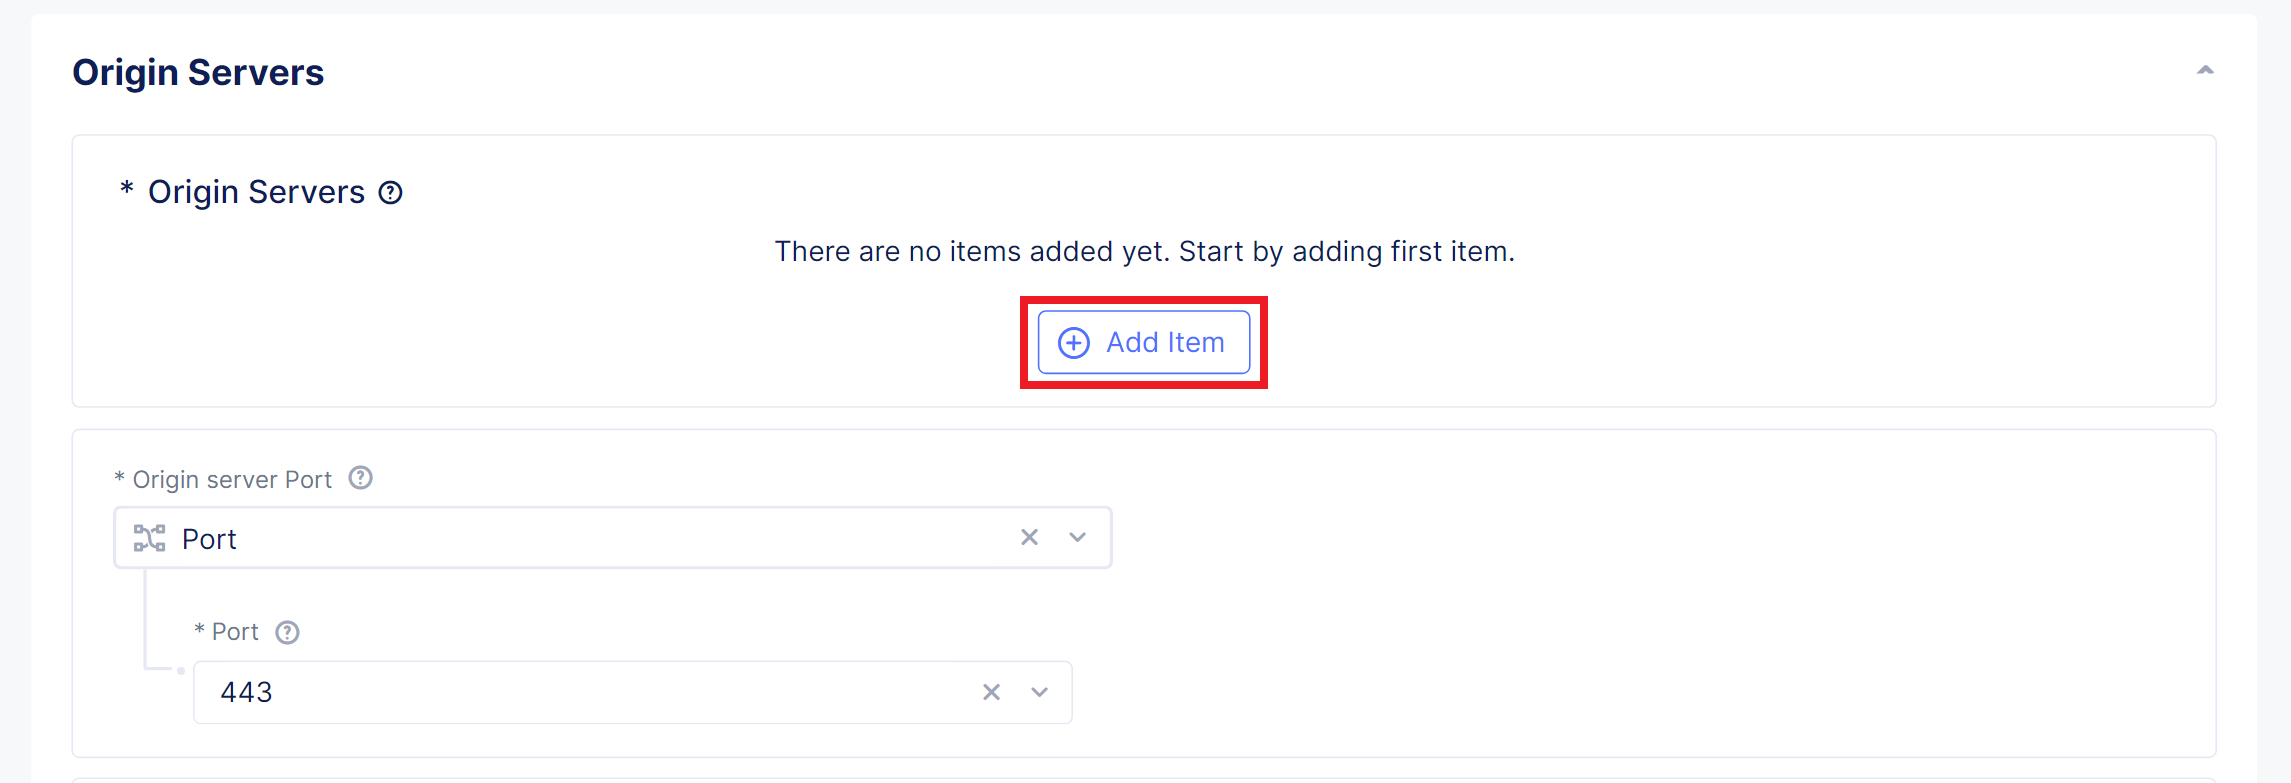 Origin Servers
* Origin Servers
There are no items added yet. Start by adding first item.
Add Item
* Origin server Port
Port
* Port
443